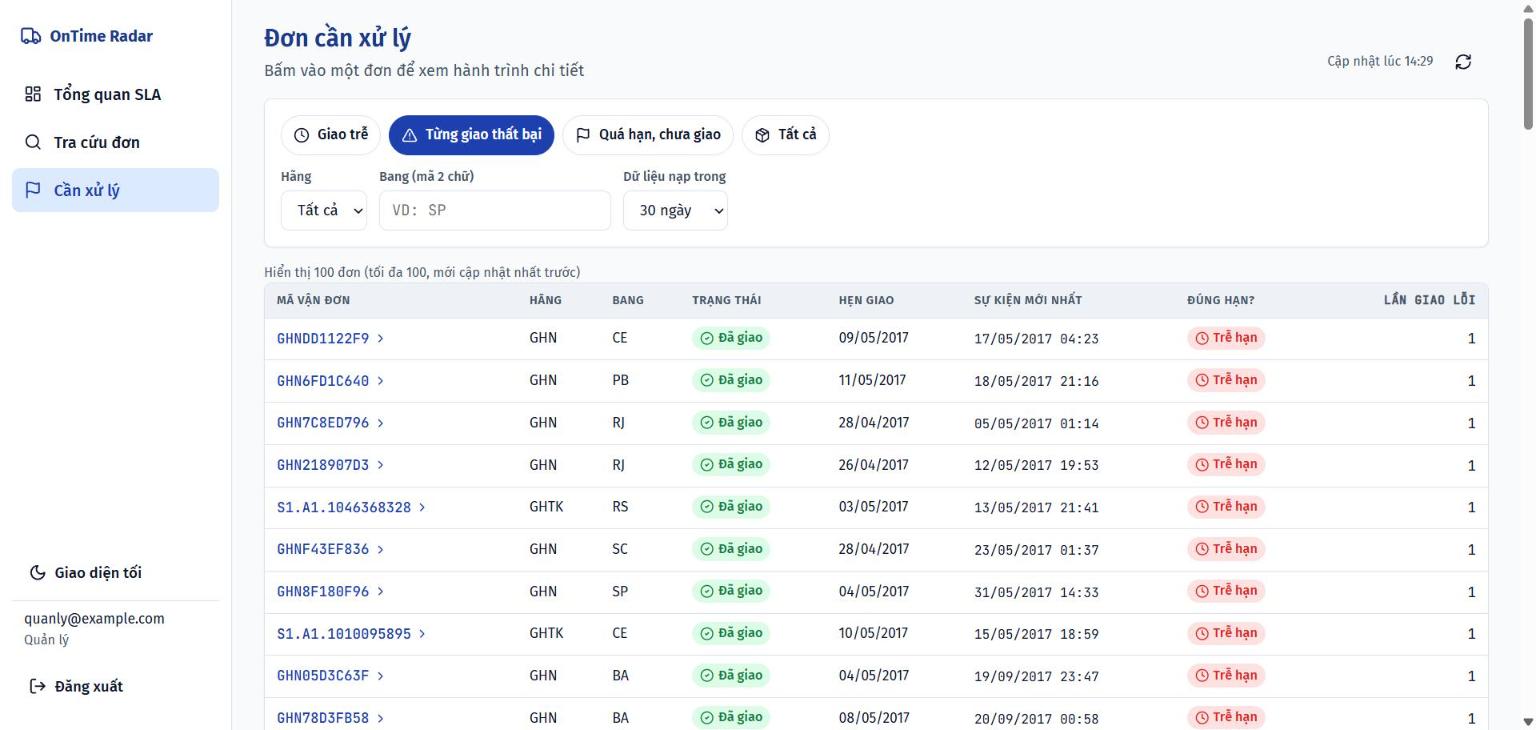 OnTime Radar
Tổng quan SLA
Tra cứu đơn
Cần xử lý
Giao diện tối
quanly@example.com
Quản lý
Đăng xuất
Đơn cần xử lý
Bấm vào một đơn để xem hành trình chi tiết
Cập nhật lúc 14:29
Giao trễ Từng giao thất bại Quá hạn, chưa giao Tất cả
Hãng Bang (mã 2 chữ) Dữ liệu nạp trong
Tất cả VD: SP 30 ngày
Hiển thị 100 đơn (tối đa 100, mới cập nhật nhất trước)
MÃ VẬN ĐƠN HÃNG BANG TRẠNG THÁI HẸN GIAO SỰ KIỆN MỚI NHẤT ĐÚNG HẠN? LẦN GIAO LỖI
GHNDD1122F9 GHN CE Đã giao 09/05/2017 17/05/2017 04:23 Trễ hạn 1
GHN6FD1C640 GHN PB Đã giao 11/05/2017 18/05/2017 21:16 Trễ hạn 1
GHN7C8ED796 GHN RJ Đã giao 28/04/2017 05/05/2017 01:14 Trễ hạn 1
GHN218907D3 GHN RJ Đã giao 26/04/2017 12/05/2017 19:53 Trễ hạn 1
S1.A1.1046368328 GHTK RS Đã giao 03/05/2017 13/05/2017 21:41 Trễ hạn 1
GHNF43EF836 GHN SC Đã giao 28/04/2017 23/05/2017 01:37 Trễ hạn 1
GHN8F180F96 GHN SP Đã giao 04/05/2017 31/05/2017 14:33 Trễ hạn 1
S1.A1.1010095895 GHTK CE Đã giao 10/05/2017 15/05/2017 18:59 Trễ hạn 1
GHN05D3C63F GHN BA Đã giao 04/05/2017 19/09/2017 23:47 Trễ hạn 1
GHN78D3FB58 GHN BA Đã giao 08/05/2017 20/09/2017 00:58 Trễ hạn 1